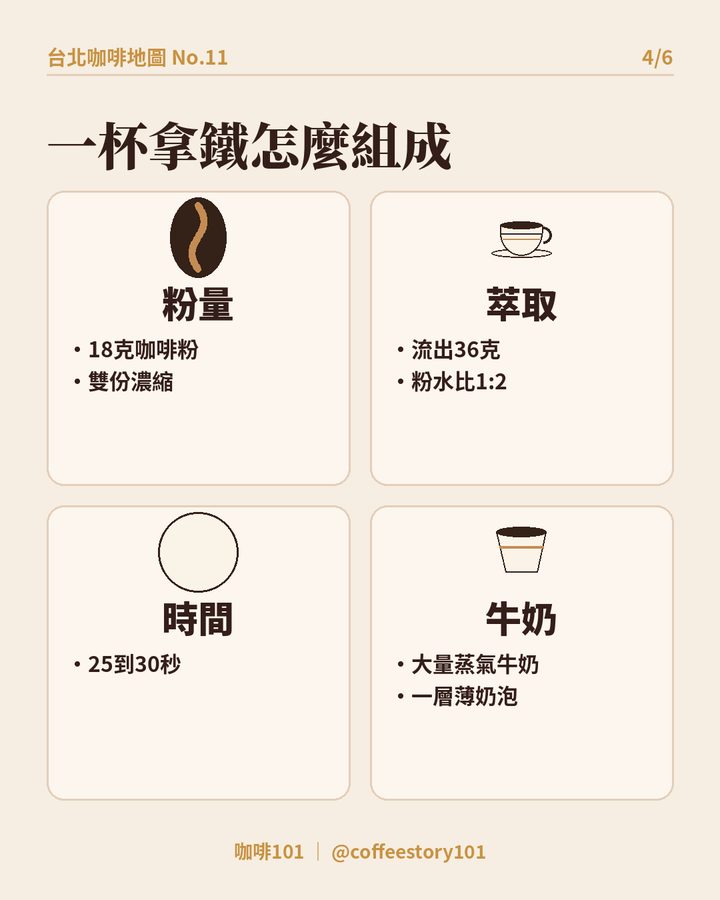 台北咖啡地圖 No.11
4/6
一杯拿鐵怎麼組成
粉量
・18克咖啡粉
・雙份濃縮
萃取
・流出36克
・粉水比1:2
時間
・25到30秒
牛奶
・大量蒸氣牛奶
・一層薄奶泡
咖啡101｜@coffeestory101